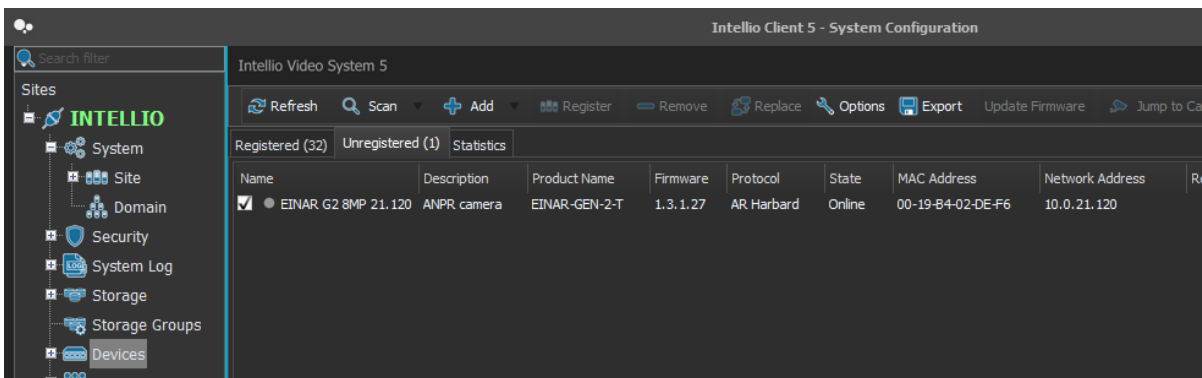 Intellio Client 5 - System Configuration
Search filter
Intellio Video System 5
Sites
Refresh Scan Add Register Remove Replace Options Export Update Firmware Jump to Ca
INTELLIO
Registered (32) Unregistered (1) Statistics
System
Name Description Product Name Firmware Protocol State MAC Address Network Address
Site
EINAR G2 8MP 21.120 ANPR camera EINAR-GEN-2-T 1.3.1.27 AR Harbard Online 00-19-B4-02-DE-F6 10.0.21.120
Domain
Security
System Log
Storage
Storage Groups
Devices